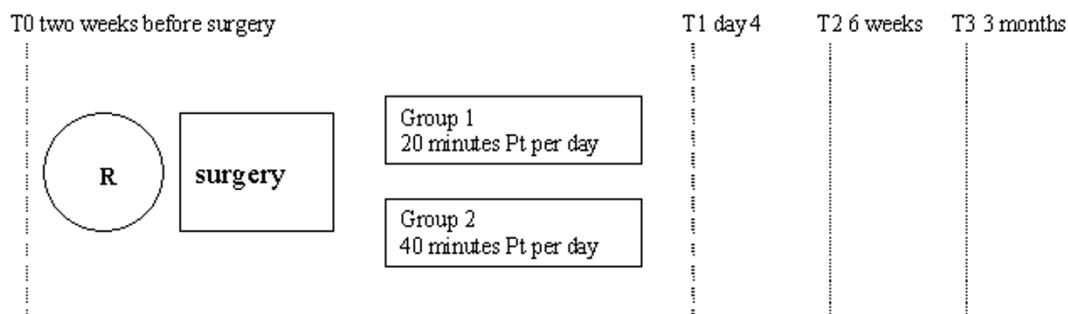 T0 two weeks before surgery
T1 day 4
T2 6 weeks
T3 3 months
R
surgery
Group 1
20 minutes Pt per day
Group 2
40 minutes Pt per day